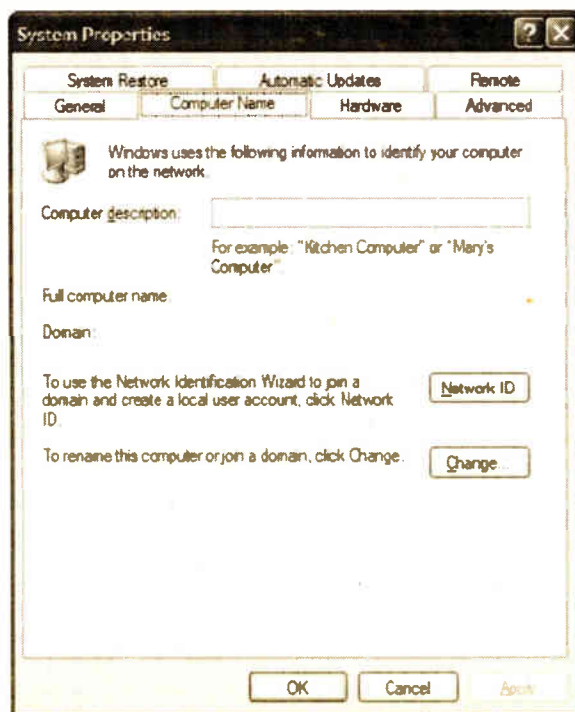 System Properties
System Restore Automatic Updates Remote
General Computer Name Hardware Advanced
Windows uses the following information to identify your computer
on the network.
Computer description:
For example: "Kitchen Computer" or "Mary's
Computer".
Full computer name:
Domain:
To use the Network Identification Wizard to join a
domain and create a local user account, click Network
ID.
Network ID
To rename this computer or join a domain, click Change.
Change...
OK Cancel Apply